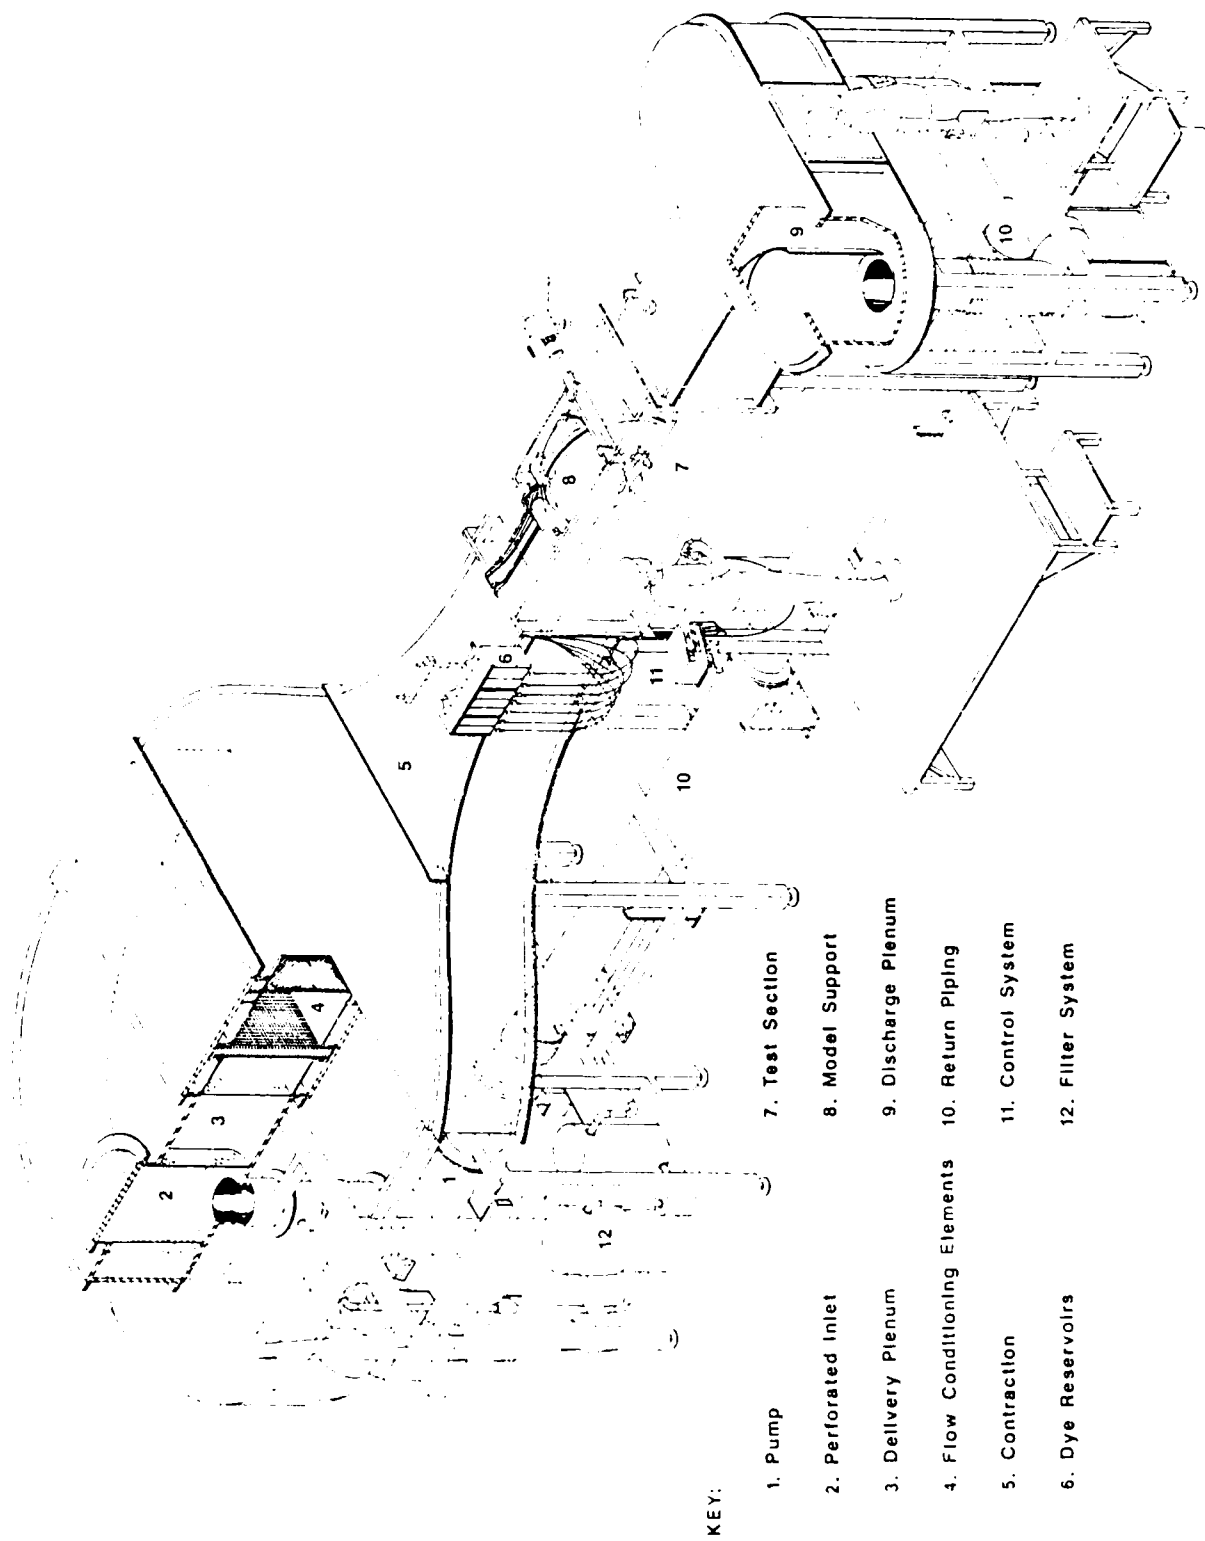 2
3
4
5
6
7
8
9
10
1
12
10
11
KEY:
1. Pump
2. Perforated Inlet
3. Delivery Plenum
4. Flow Conditioning Elements
5. Contraction
6. Dye Reservoirs
7. Test Section
8. Model Support
9. Discharge Plenum
10. Return Piping
11. Control System
12. Filter System